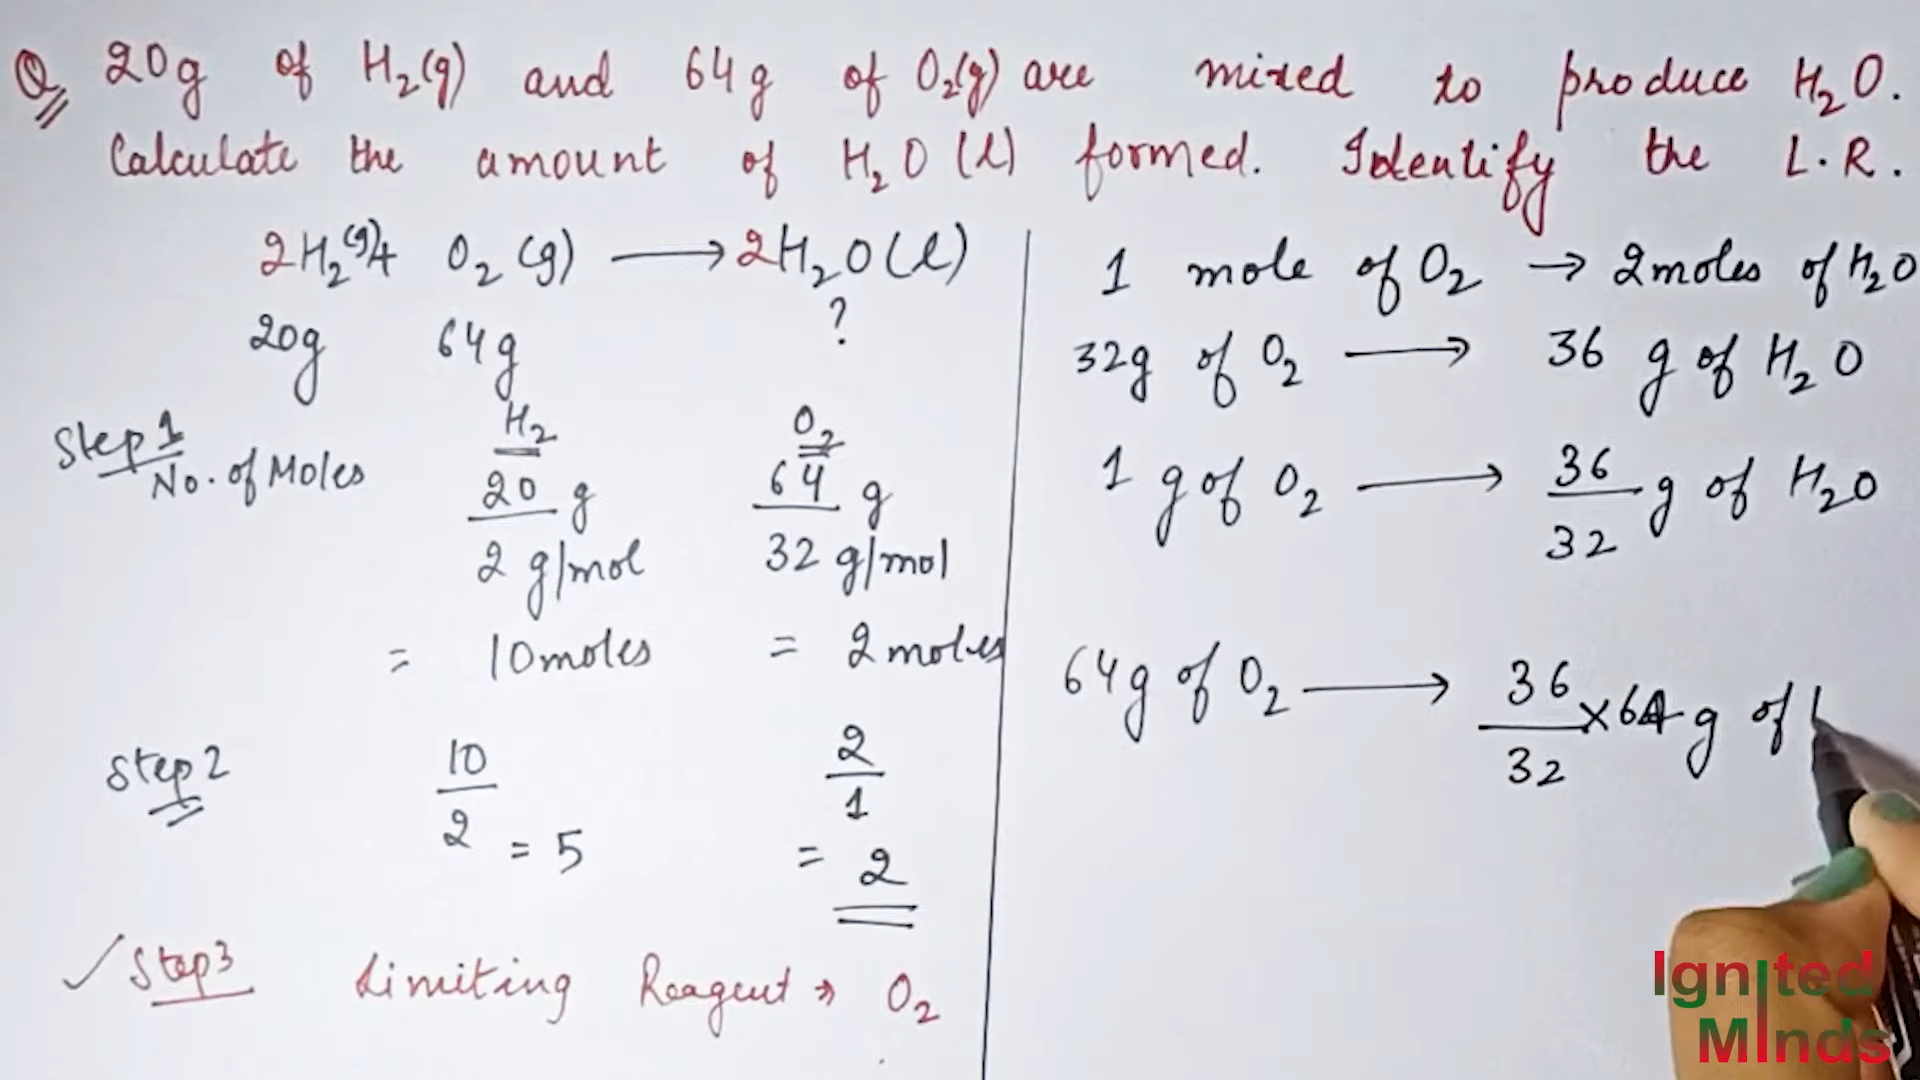 Q 20g of H₂(g) and 64g of O₂(g) are mixed to produce H₂O.
Calculate the amount of H₂O (l) formed. Identify the L.R.
2H₂(g)+ O₂(g) ⟶ 2H₂O(l)
20g 64g ?
Step 1
No. of Moles
H₂ O₂
20 g 64 g
2 g/mol 32 g/mol
= 10 moles = 2 moles
Step 2
10 2
2 1
= 5 = 2
✓ Step 3 Limiting Reagent → O₂
1 mole of O₂ → 2 moles of H₂O
32g of O₂ ⟶ 36 g of H₂O
1 g of O₂ ⟶ 36/32 g of H₂O
64g of O₂ ⟶ 36/32 ×64 g of
Ignited
Minds